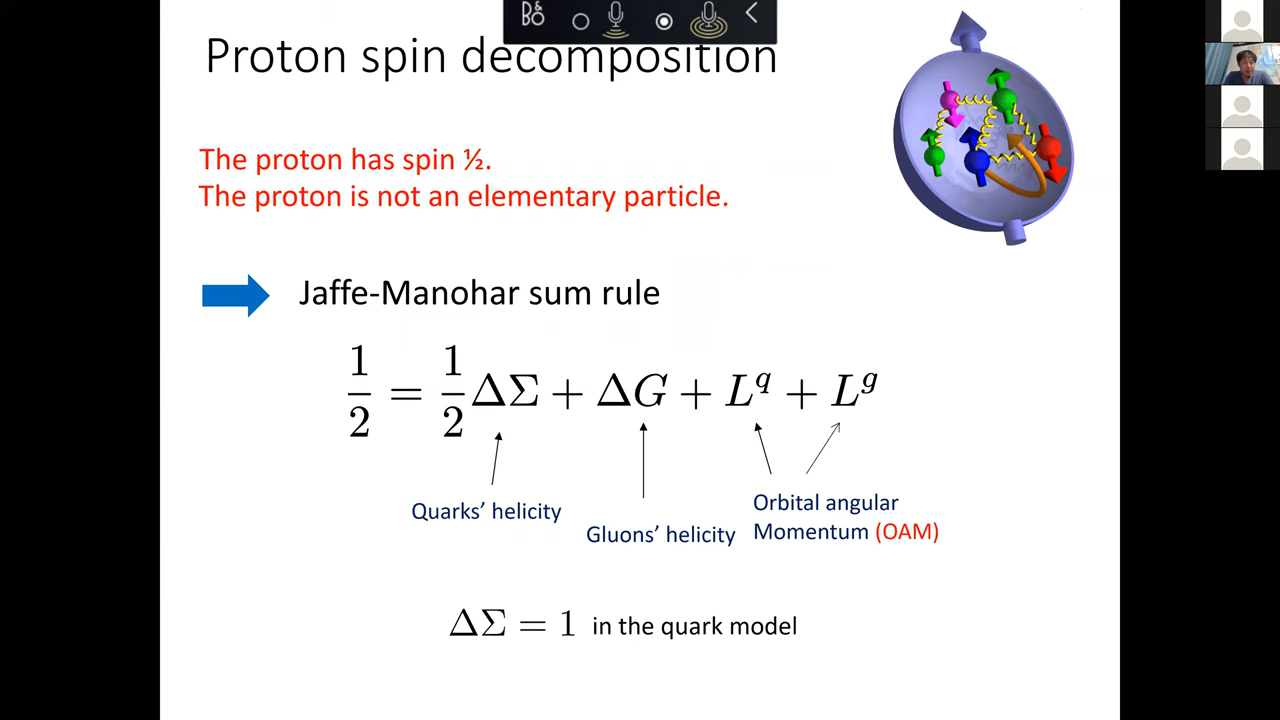 B&O
Proton spin decomposition
The proton has spin ½.
The proton is not an elementary particle.
Jaffe-Manohar sum rule
1/2 = 1/2 ΔΣ + ΔG + L^q + L^g
Quarks’ helicity
Gluons’ helicity
Orbital angular
Momentum (OAM)
ΔΣ = 1 in the quark model